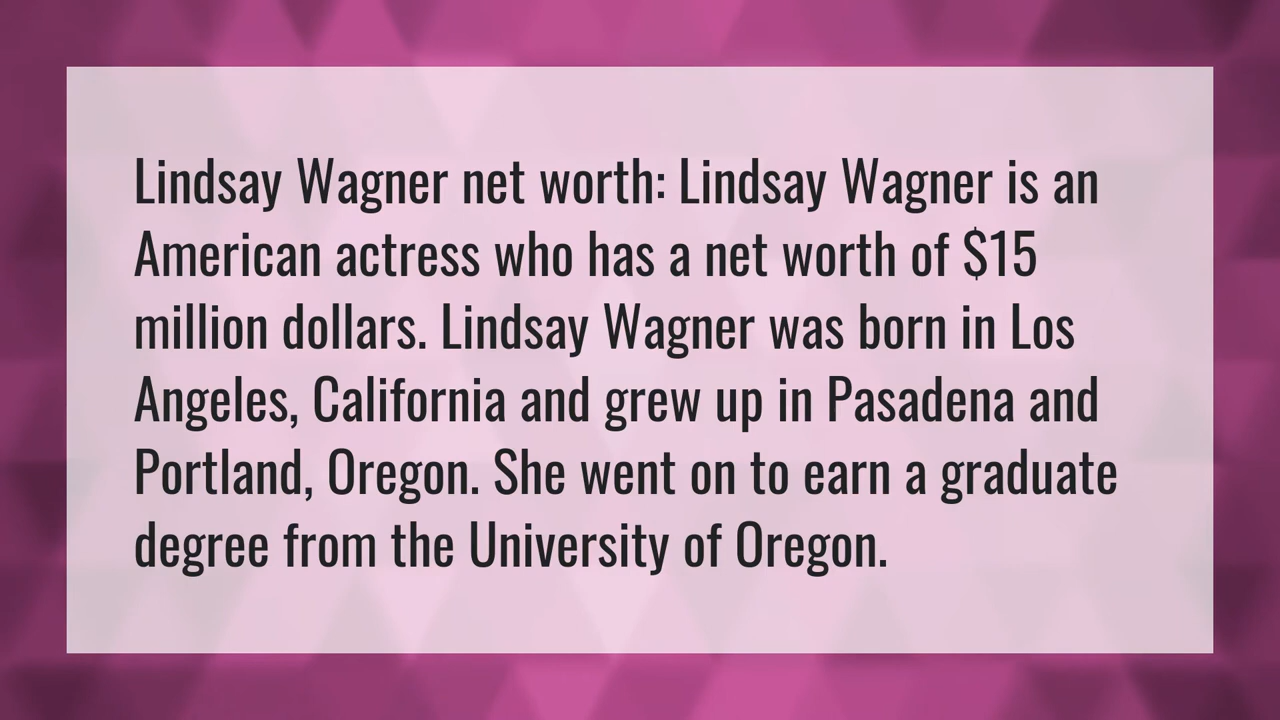 Lindsay Wagner net worth: Lindsay Wagner is an
American actress who has a net worth of $15
million dollars. Lindsay Wagner was born in Los
Angeles, California and grew up in Pasadena and
Portland, Oregon. She went on to earn a graduate
degree from the University of Oregon.